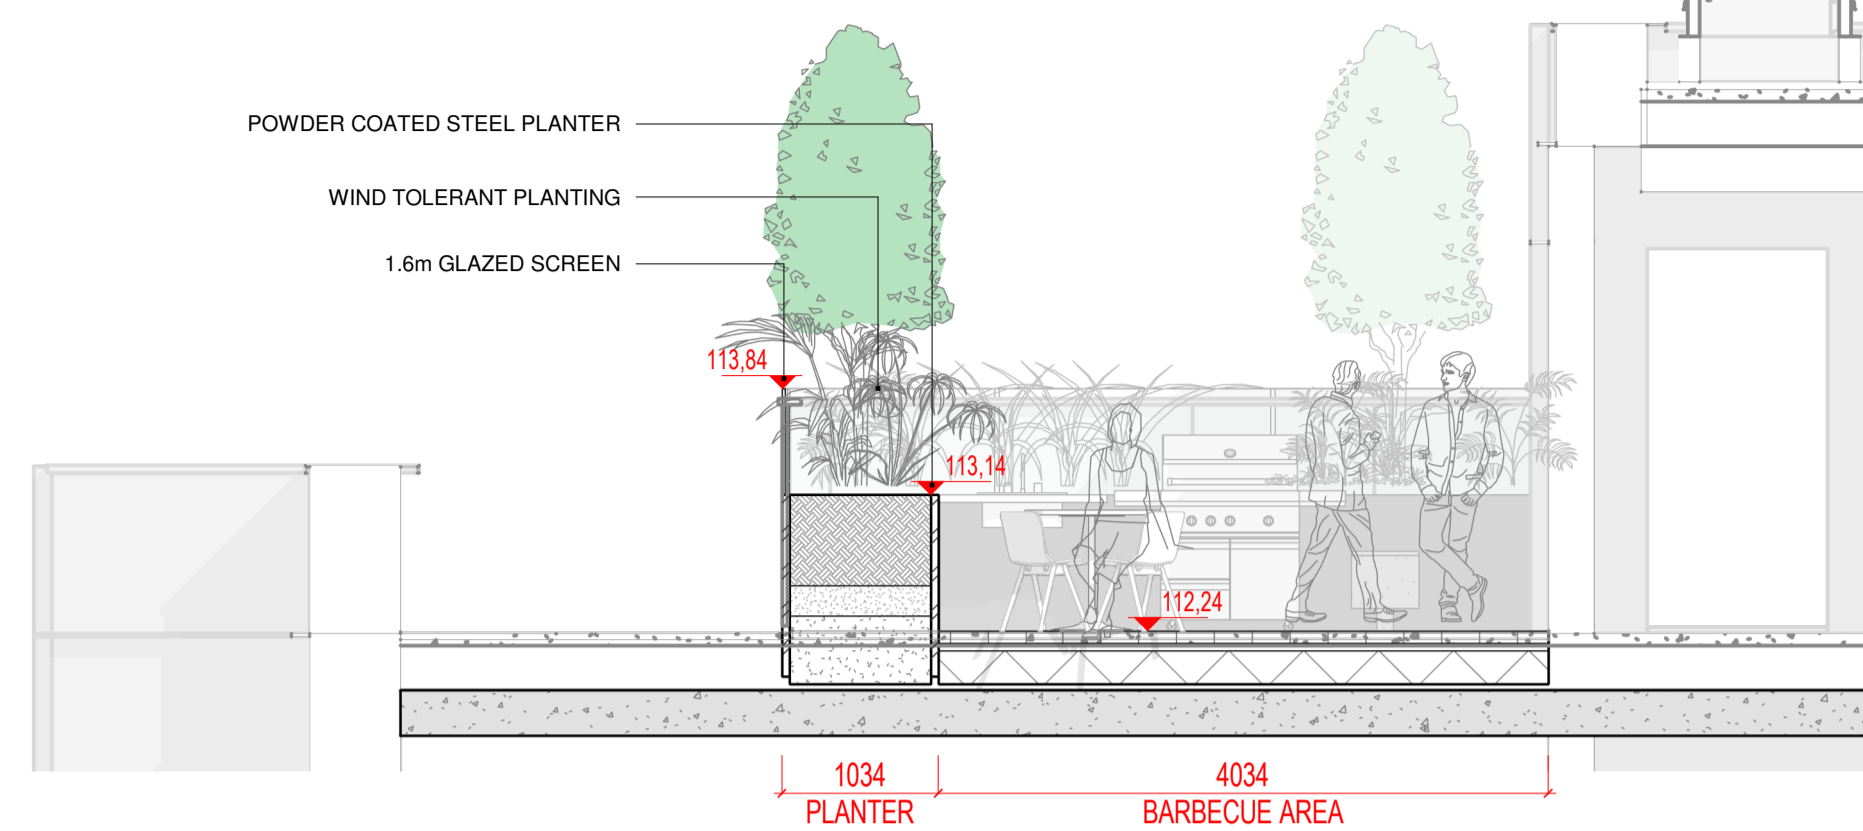 POWDER COATED STEEL PLANTER
WIND TOLERANT PLANTING
1.6m GLAZED SCREEN
113,84
113,14
112,24
1034
PLANTER
4034
BARBECUE AREA